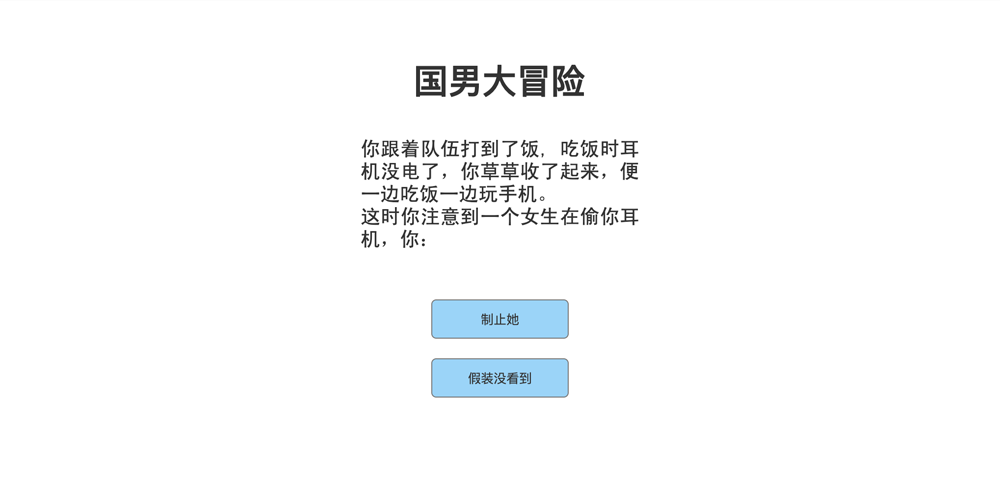 国男大冒险
你跟着队伍打到了饭，吃饭时耳
机没电了，你草草收了起来，便
一边吃饭一边玩手机。
这时你注意到一个女生在偷你耳
机，你：
制止她
假装没看到